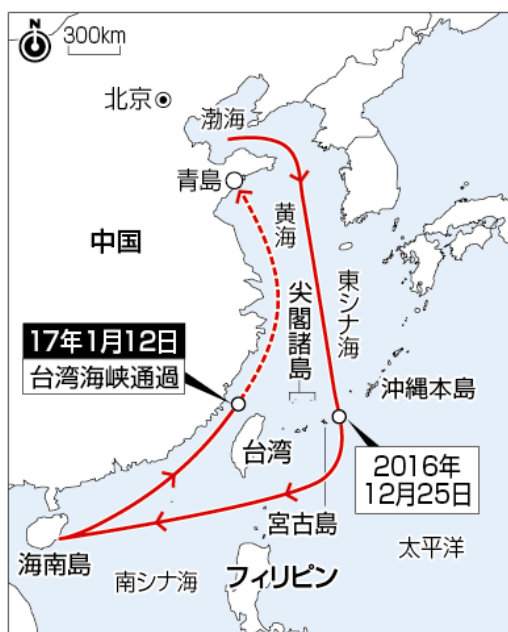 N
300km
北京
渤海
青島
黄海
中国
東シナ海
尖閣諸島
17年1月12日
台湾海峡通過
沖縄本島
台湾
2016年
12月25日
宮古島
海南島
南シナ海
フィリピン
太平洋